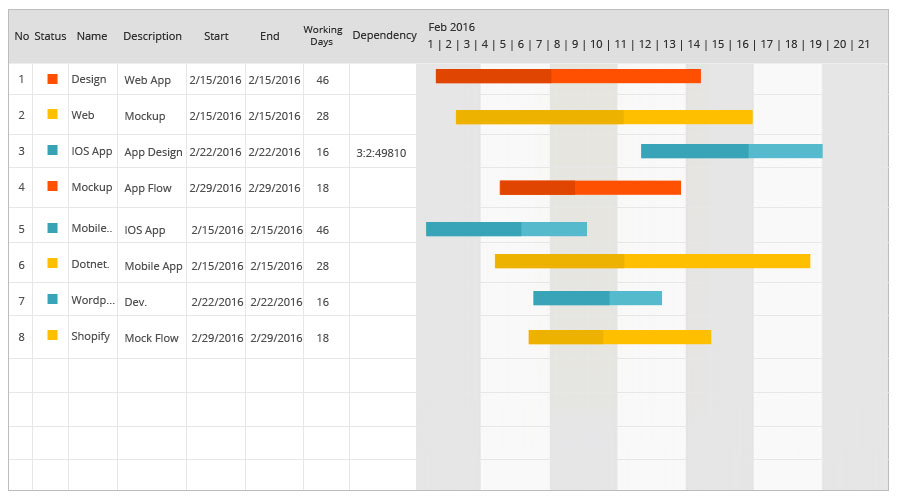 Feb 2016
No Status Name Description Start End Working Days Dependency
1 | 2 | 3 | 4 | 5 | 6 | 7 | 8 | 9 | 10 | 11 | 12 | 13 | 14 | 15 | 16 | 17 | 18 | 19 | 20 | 21
1 Design Web App 2/15/2016 2/15/2016 46
2 Web Mockup 2/15/2016 2/15/2016 28
3 IOS App App Design 2/22/2016 2/22/2016 16 3:2:49810
4 Mockup App Flow 2/29/2016 2/29/2016 18
5 Mobile.. IOS App 2/15/2016 2/15/2016 46
6 Dotnet. Mobile App 2/15/2016 2/15/2016 28
7 Wordp... Dev. 2/22/2016 2/22/2016 16
8 Shopify Mock Flow 2/29/2016 2/29/2016 18